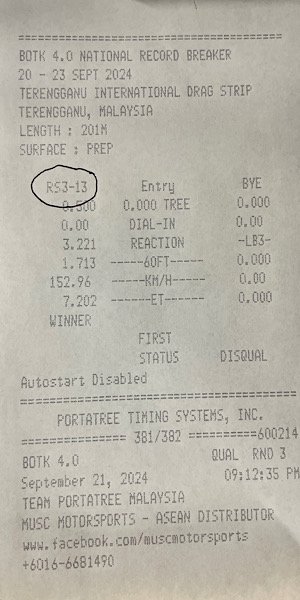 ========================================
BOTK 4.0 NATIONAL RECORD BREAKER
20 - 23 SEPT 2024
TERENGGANU INTERNATIONAL DRAG STRIP
TERENGGANU, MALAYSIA
LENGTH : 201M
SURFACE : PREP
========================================
RS3-13 Entry BYE
0.500 0.000 TREE 0.000
0.00 DIAL-IN 0.00
3.221 REACTION -LB3-
1.713 -----60FT----- 0.000
152.96 -----KM/H----- 0.00
7.202 ------ET------ 0.000
WINNER
FIRST
STATUS DISQUAL
Autostart Disabled
========================================
PORTATREE TIMING SYSTEMS, INC.
============== 381/382 ==========600214
BOTK 4.0 QUAL RND 3
September 21, 2024 09:12:35 PM
TEAM PORTATREE MALAYSIA
MUSC MOTORSPORTS - ASEAN DISTRIBUTOR
www.facebook.com/muscmotorsports
+6016-6681490